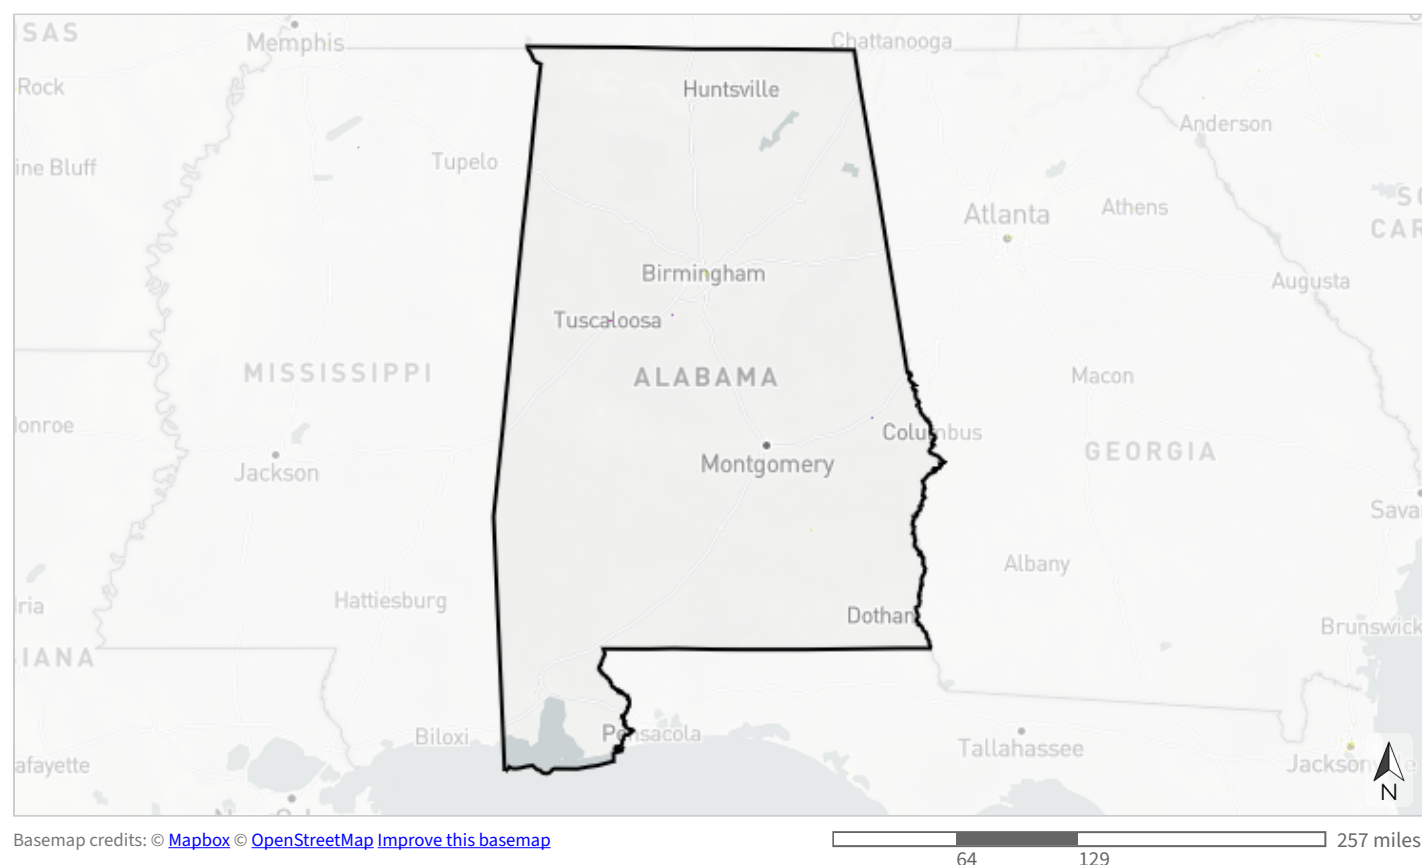 SAS
Memphis
Chattanooga
Rock
Huntsville
Anderson
ine Bluff
Tupelo
Atlanta
Athens
CAR
Birmingham
Augusta
Tuscaloosa
MISSISSIPPI
ALABAMA
Macon
onroe
Columbus
Jackson
Montgomery
GEORGIA
Sava
Albany
ria
Hattiesburg
Dothan
Brunswick
IANA
Biloxi
Pensacola
Tallahassee
afayette
N
Basemap credits: © Mapbox © OpenStreetMap Improve this basemap
257 miles
64
129